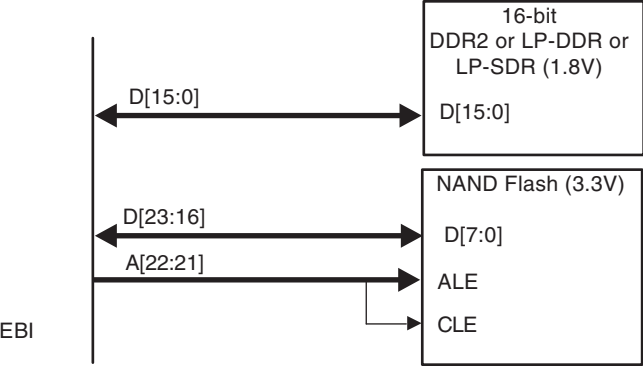 16-bit
DDR2 or LP-DDR or
LP-SDR (1.8V)
D[15:0]
D[15:0]
NAND Flash (3.3V)
D[23:16]
D[7:0]
A[22:21]
ALE
CLE
EBI